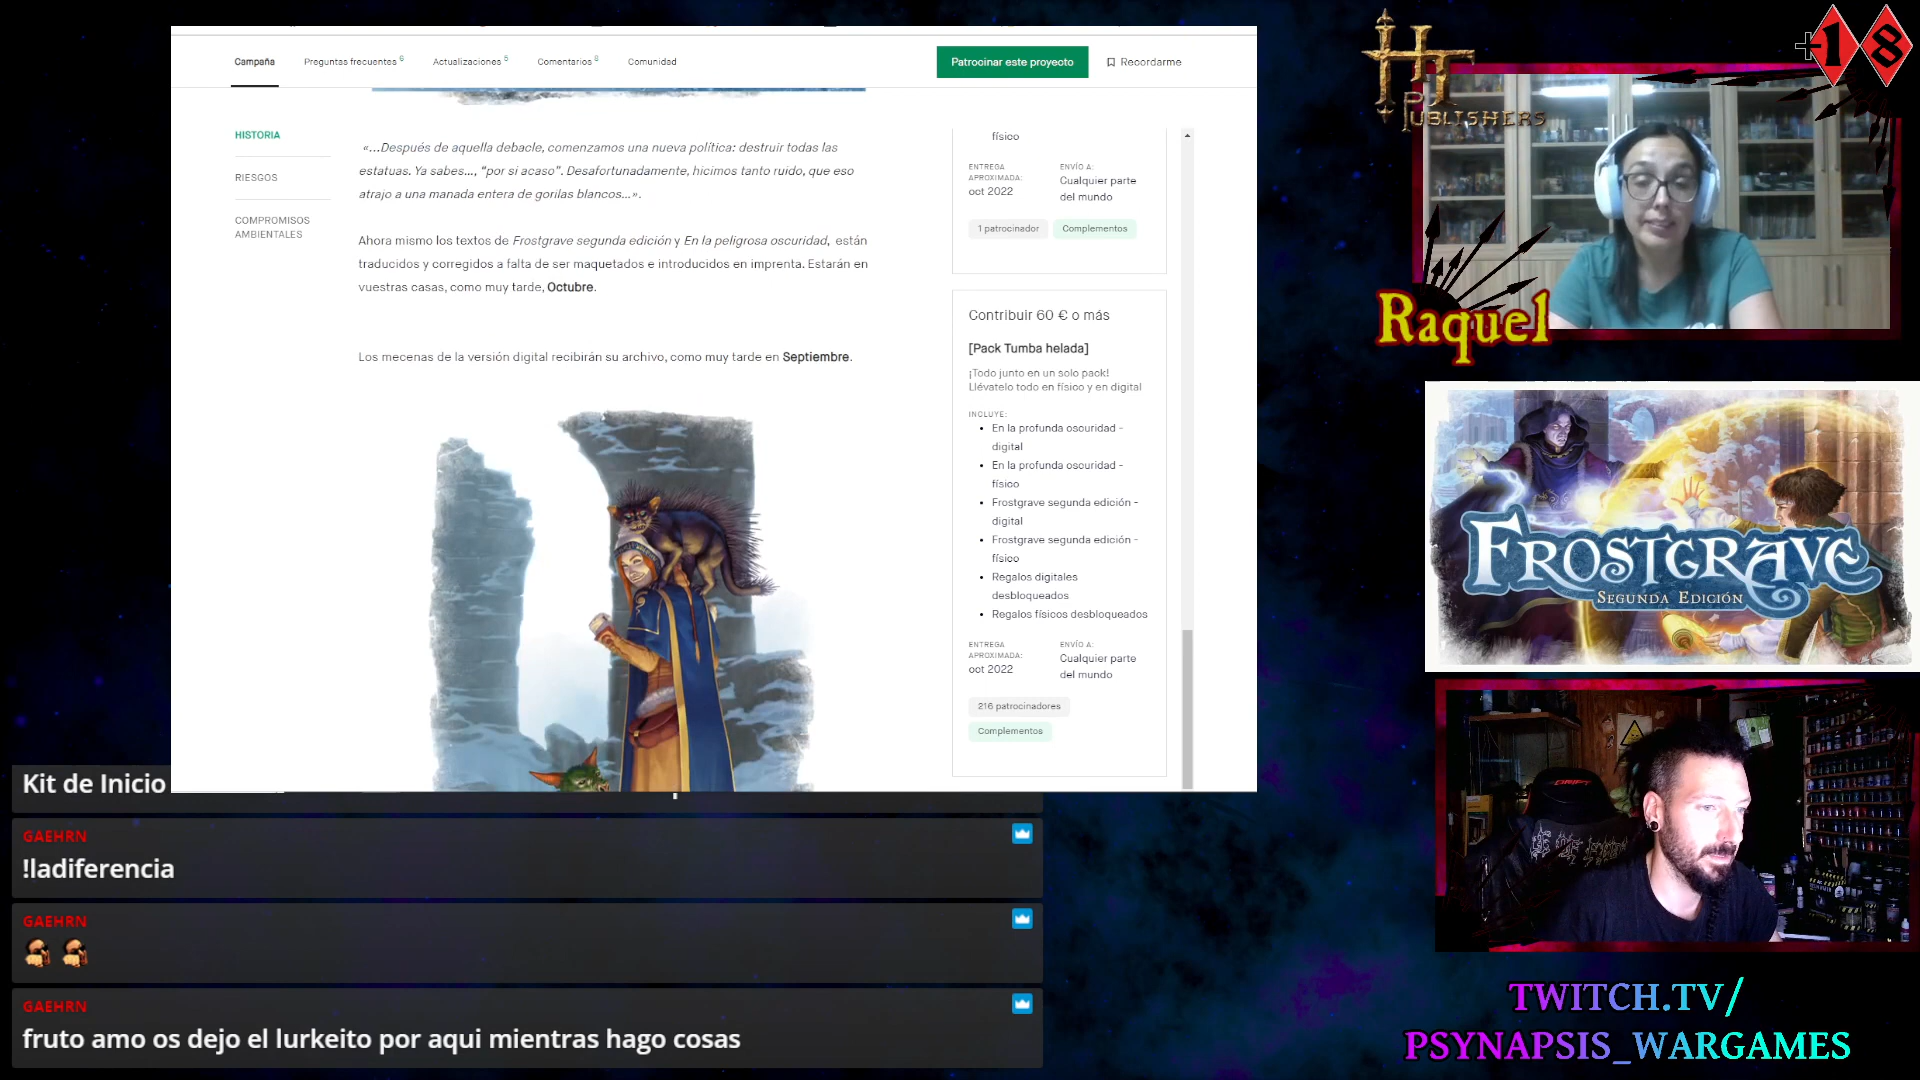 Campaña
Preguntas frecuentes 6
Actualizaciones 5
Comentarios 8
Comunidad
Patrocinar este proyecto
Recordarme
HISTORIA
RIESGOS
COMPROMISOS
AMBIENTALES
«...Después de aquella debacle, comenzamos una nueva política: destruir todas las
estatuas. Ya sabes..., “por si acaso”. Desafortunadamente, hicimos tanto ruido, que eso
atrajo a una manada entera de gorilas blancos...».
Ahora mismo los textos de Frostgrave segunda edición y En la peligrosa oscuridad, están
traducidos y corregidos a falta de ser maquetados e introducidos en imprenta. Estarán en
vuestras casas, como muy tarde, Octubre.
Los mecenas de la versión digital recibirán su archivo, como muy tarde en Septiembre.
físico
ENTREGA
APROXIMADA:
oct 2022
ENVÍO A:
Cualquier parte
del mundo
1 patrocinador
Complementos
Contribuir 60 € o más
[Pack Tumba helada]
¡Todo junto en un solo pack!
Llévatelo todo en físico y en digital
INCLUYE:
En la profunda oscuridad -
digital
En la profunda oscuridad -
físico
Frostgrave segunda edición -
digital
Frostgrave segunda edición -
físico
Regalos digitales
desbloqueados
Regalos físicos desbloqueados
ENTREGA
APROXIMADA:
oct 2022
ENVÍO A:
Cualquier parte
del mundo
216 patrocinadores
Complementos
Kit de Inicio
GAEHRN
!ladiferencia
GAEHRN
GAEHRN
fruto amo os dejo el lurkeito por aqui mientras hago cosas
HT
PUBLISHERS
+18
Raquel
FROSTGRAVE
SEGUNDA EDICIÓN
TWITCH.TV/
PSYNAPSIS_WARGAMES